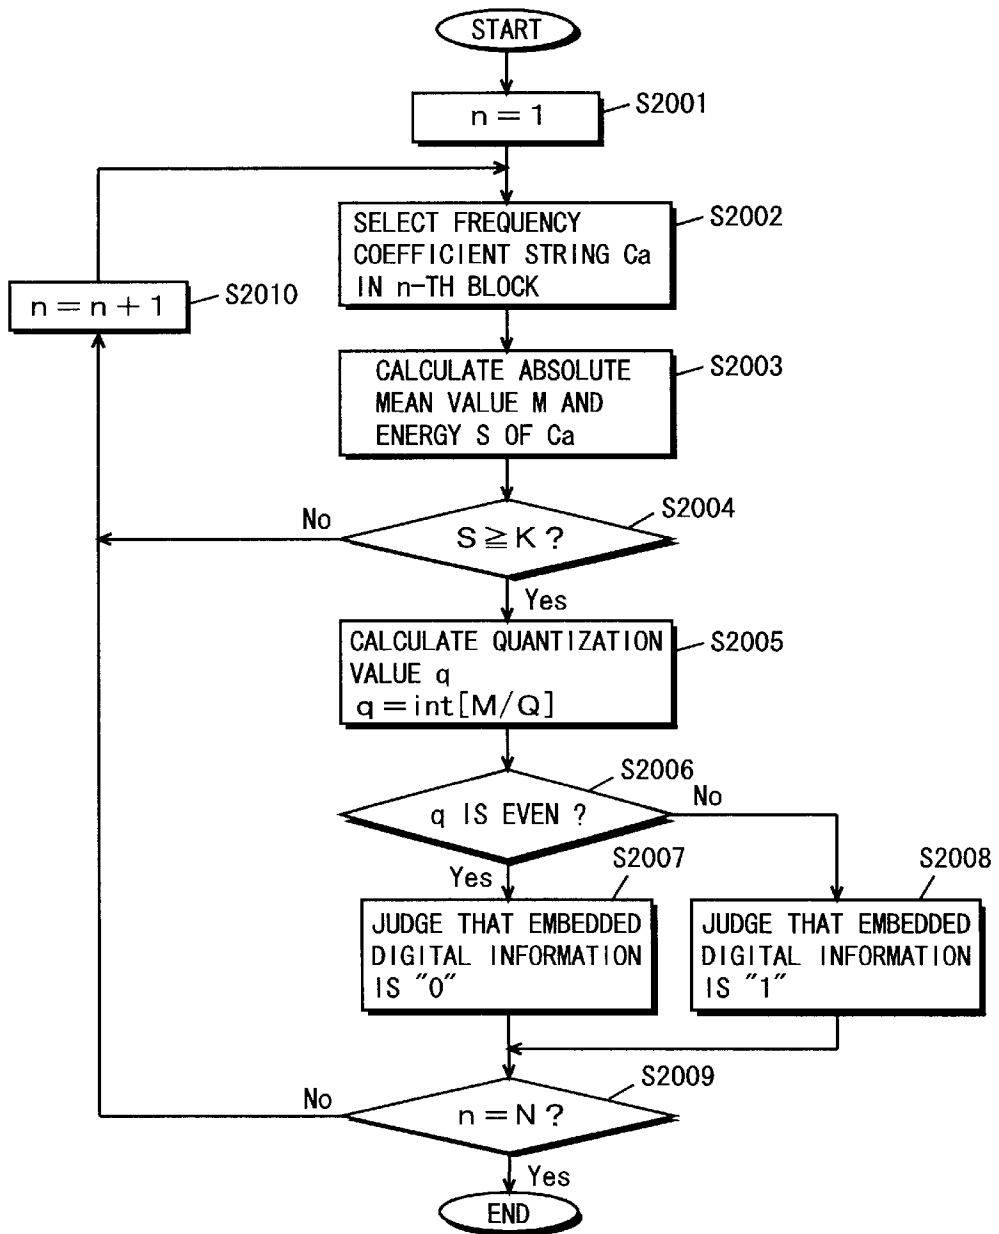 START
n = 1
S2001
SELECT FREQUENCY
COEFFICIENT STRING Ca
IN n-TH BLOCK
S2002
n = n + 1
S2010
CALCULATE ABSOLUTE
MEAN VALUE M AND
ENERGY S OF Ca
S2003
S ≧ K ?
S2004
No
Yes
CALCULATE QUANTIZATION
VALUE q
q = int[M/Q]
S2005
q IS EVEN ?
S2006
No
Yes
S2007
JUDGE THAT EMBEDDED
DIGITAL INFORMATION
IS "0"
S2008
JUDGE THAT EMBEDDED
DIGITAL INFORMATION
IS "1"
n = N ?
S2009
No
Yes
END